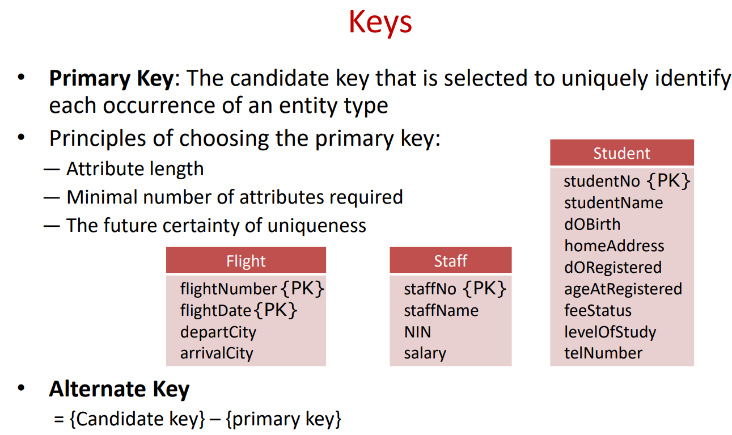 Keys
• Primary Key: The candidate key that is selected to uniquely identify
each occurrence of an entity type
• Principles of choosing the primary key:
— Attribute length
— Minimal number of attributes required
— The future certainty of uniqueness
Flight
flightNumber {PK}
flightDate {PK}
departCity
arrivalCity
Staff
staffNo {PK}
staffName
NIN
salary
Student
studentNo {PK}
studentName
dOBirth
homeAddress
dORegistered
ageAtRegistered
feeStatus
levelOfStudy
telNumber
• Alternate Key
= {Candidate key} – {primary key}